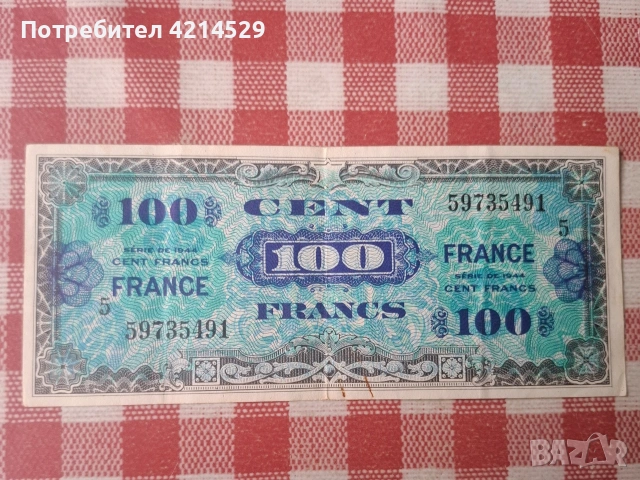 Потребител 4214529
100
SÉRIE DE 1944
CENT FRANCS
FRANCE
5
59735491
CENT
100
FRANCS
59735491
5
FRANCE
SÉRIE DE 1944
CENT FRANCS
100
BAZAR